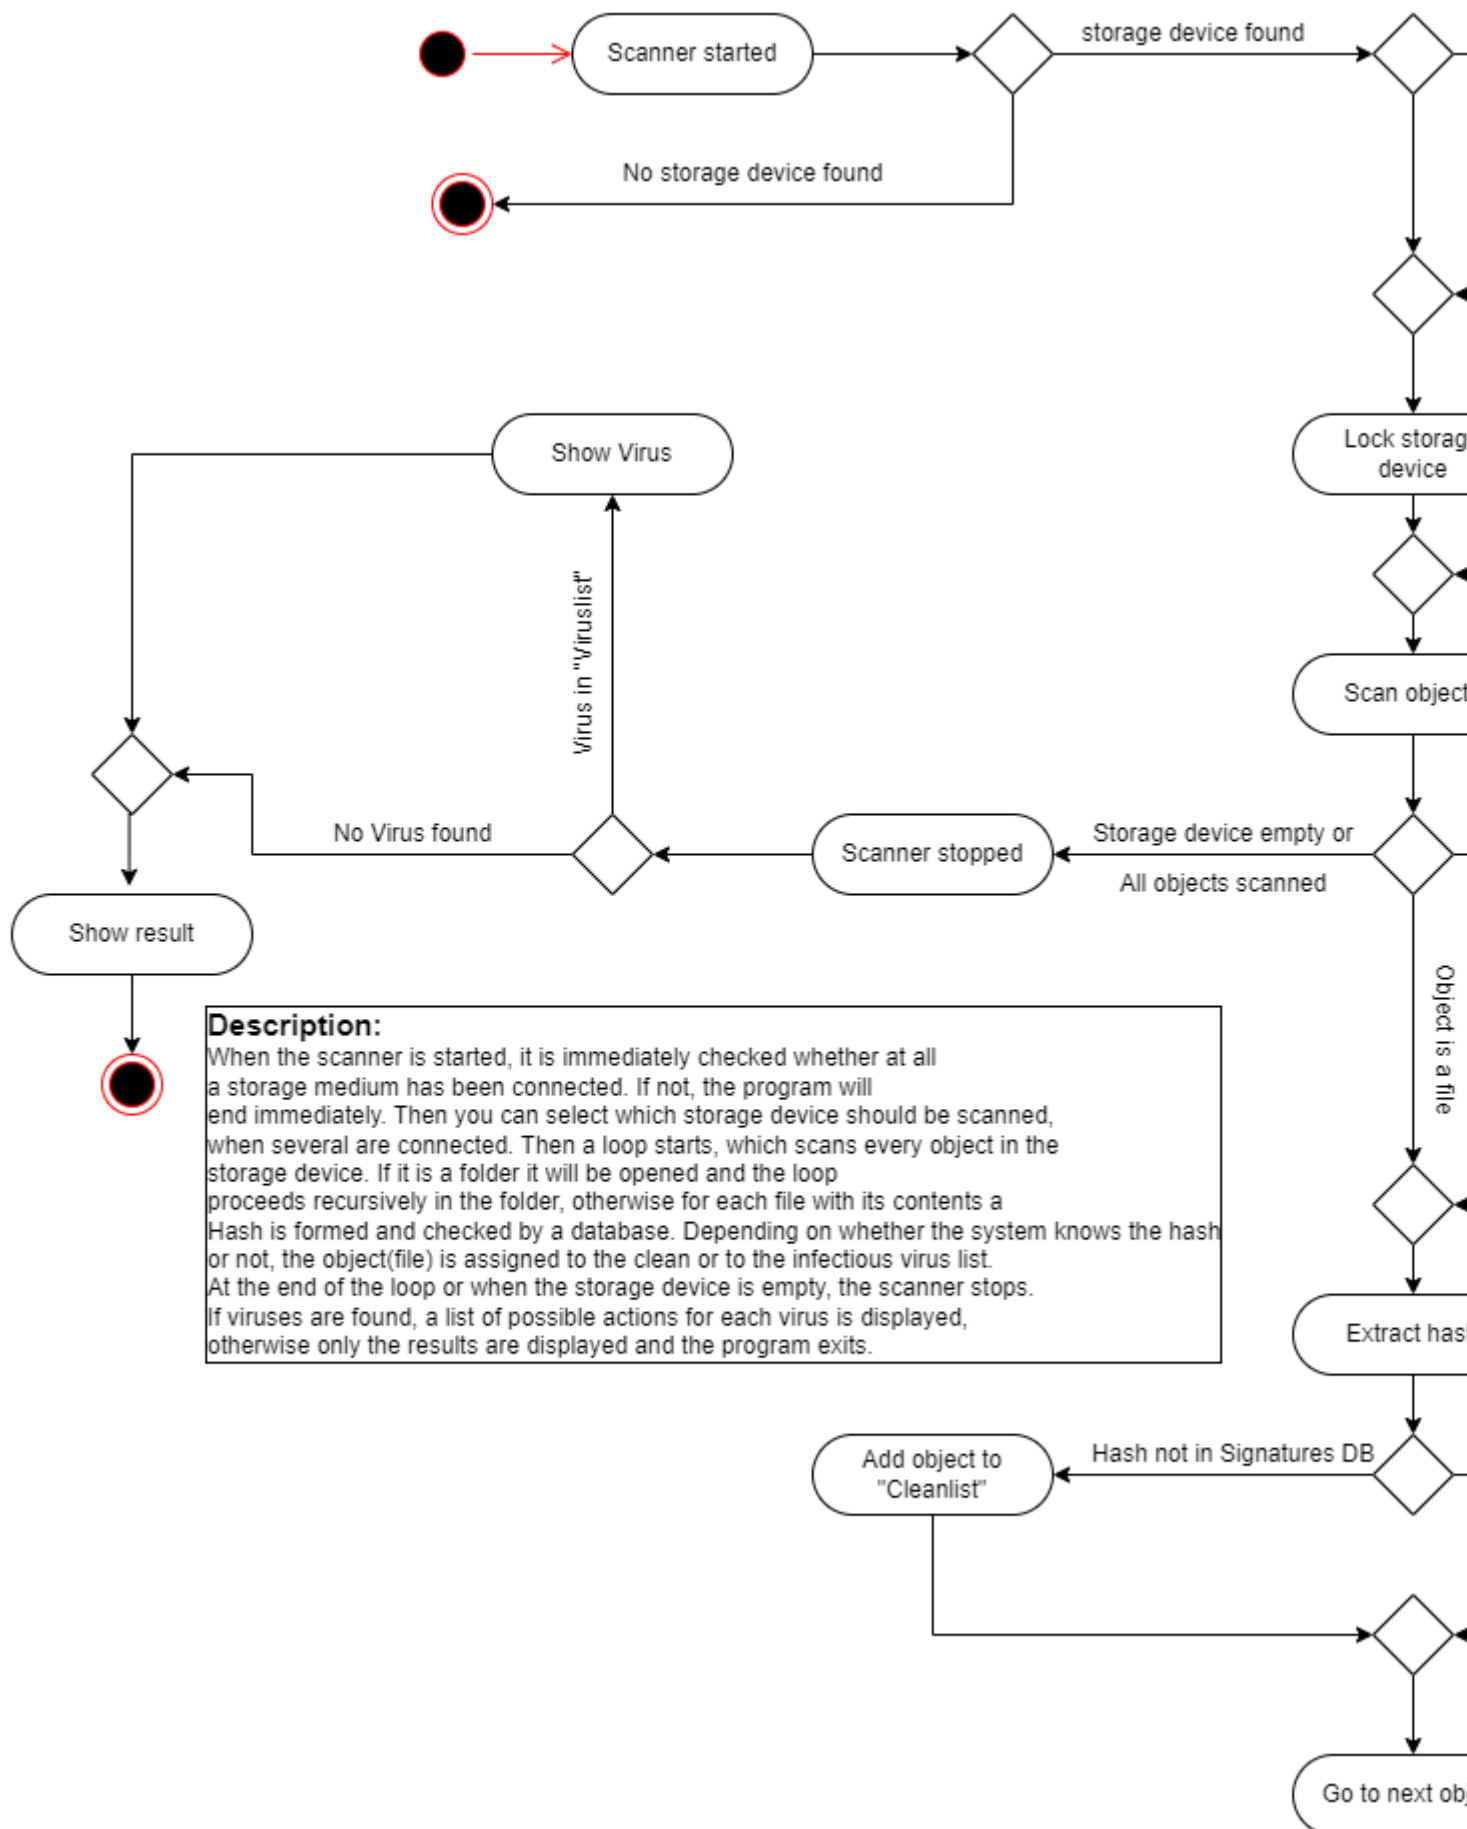 Scanner started
storage device found
No storage device found
Show Virus
Lock storag
device
Virus in "Viruslist"
Scan object
No Virus found
Scanner stopped
Storage device empty or
All objects scanned
Show result
Object is a file
Description:
When the scanner is started, it is immediately checked whether at all
a storage medium has been connected. If not, the program will
end immediately. Then you can select which storage device should be scanned,
when several are connected. Then a loop starts, which scans every object in the
storage device. If it is a folder it will be opened and the loop
proceeds recursively in the folder, otherwise for each file with its contents a
Hash is formed and checked by a database. Depending on whether the system knows the hash
or not, the object(file) is assigned to the clean or to the infectious virus list.
At the end of the loop or when the storage device is empty, the scanner stops.
If viruses are found, a list of possible actions for each virus is displayed,
otherwise only the results are displayed and the program exits.
Extract hash
Add object to
"Cleanlist"
Hash not in Signatures DB
Go to next obj